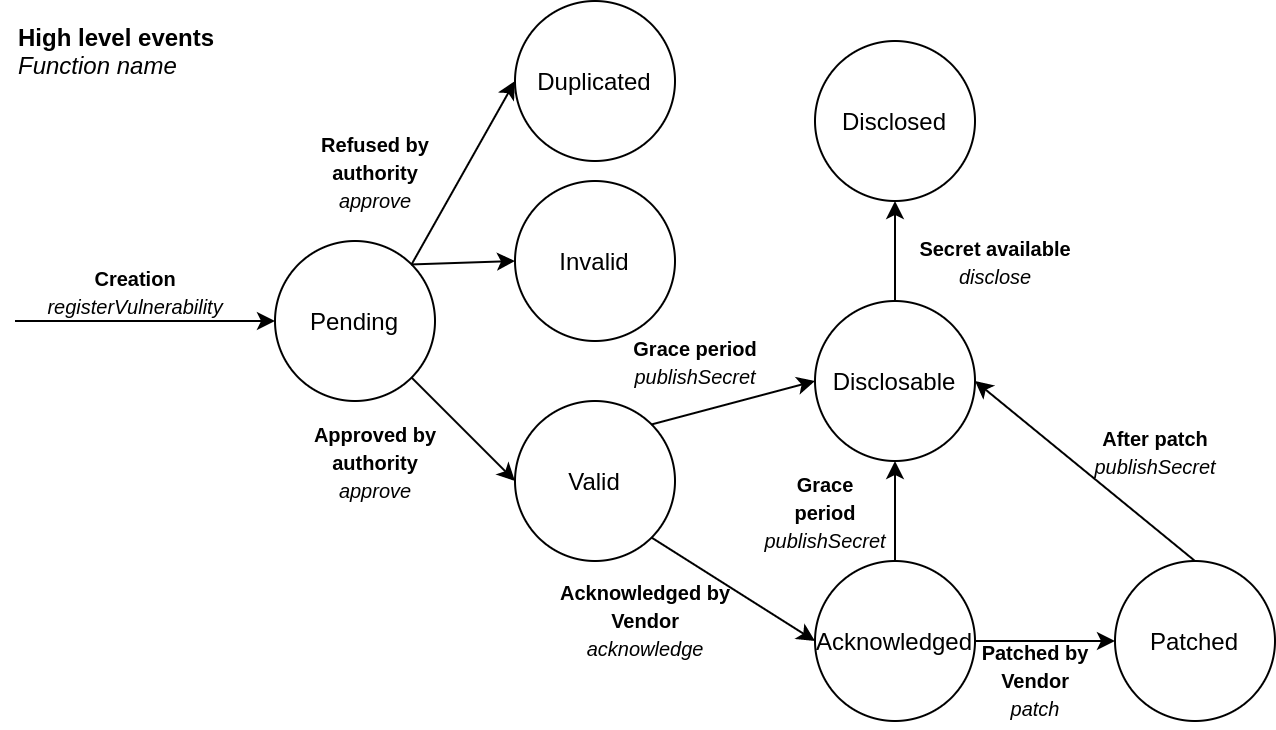 High level events
Function name
Duplicated
Disclosed
Refused by
authority
approve
Invalid
Secret available
disclose
Creation
registerVulnerability
Pending
Grace period
publishSecret
Disclosable
Approved by
authority
approve
Valid
After patch
publishSecret
Grace
period
publishSecret
Acknowledged by
Vendor
acknowledge
Acknowledged
Patched by
Vendor
patch
Patched